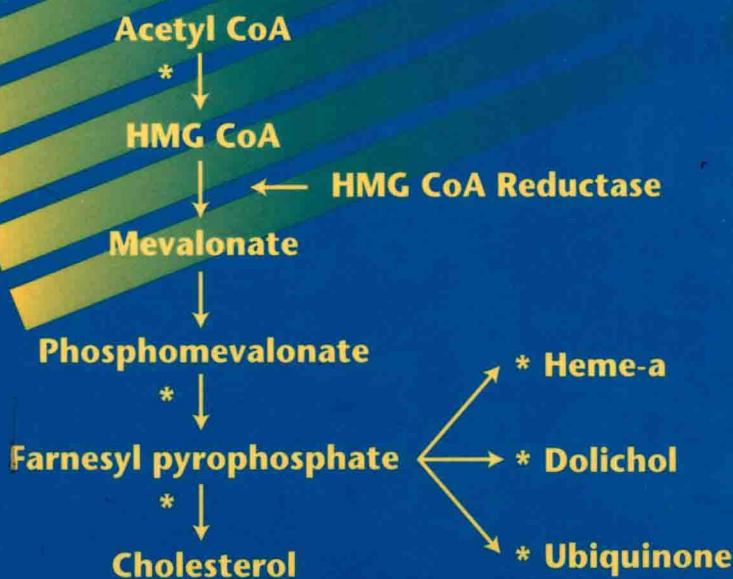 Acetyl CoA
*
HMG CoA
HMG CoA Reductase
Mevalonate
Phosphomevalonate
*
* Heme-a
Farnesyl pyrophosphate
* Dolichol
*
* Ubiquinone
Cholesterol